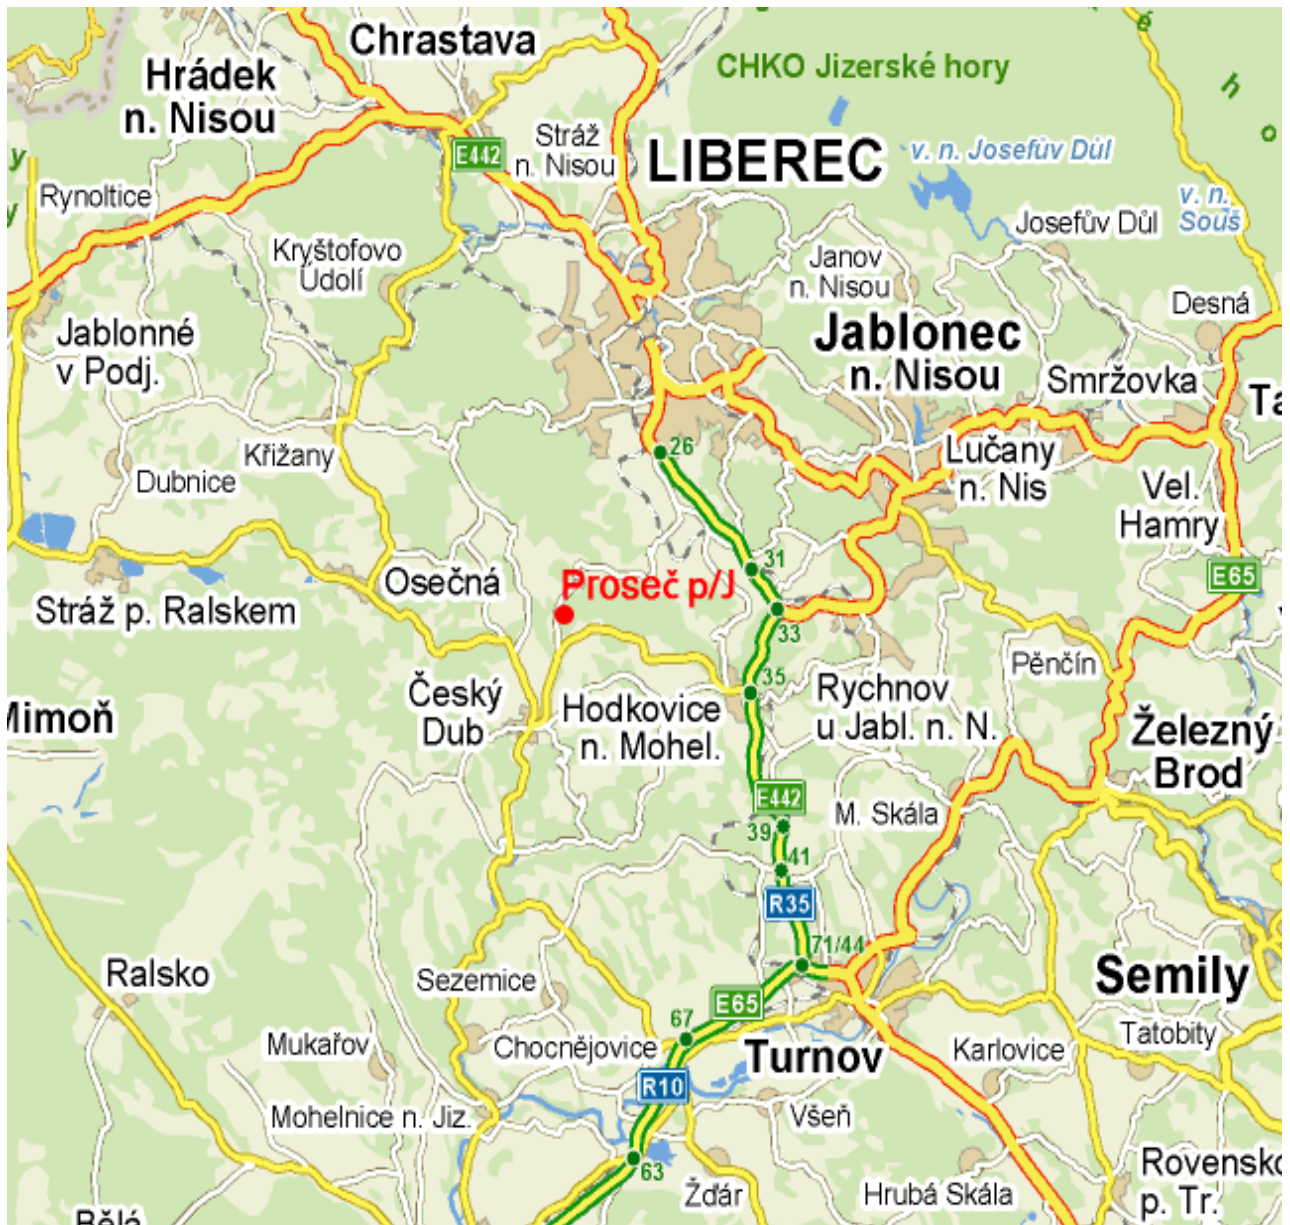 Chrastava
é
CHKO Jizerské hory
Hrádek
n. Nisou
h
o
Stráž
n. Nisou
E442
LIBEREC
v. n. Josefův Důl
y
Rynoltice
v. n.
Souš
y
Josefův Důl
Kryštofovo
Údolí
Janov
n. Nisou
Desná
Jablonné
v Podj.
Jablonec
n. Nisou
Smržovka
Ta
26
Křižany
Lučany
n. Nis
Dubnice
Vel.
Hamry
31
E65
Osečná
Proseč p/J
Stráž p. Ralskem
33
Pěnčín
35
Český
Dub
Rychnov
u Jabl. n. N.
Hodkovice
n. Mohel.
Mimoň
Železný
Brod
E442
M. Skála
39
41
R35
71/44
Ralsko
Sezemice
Semily
E65
67
Mukařov
Chocnějovice
Turnov
Karlovice
Tatobity
R10
Mohelnice n. Jiz.
Všeň
63
Žďár
Hrubá Skála
Rovensko
p. Tr.
Bělá